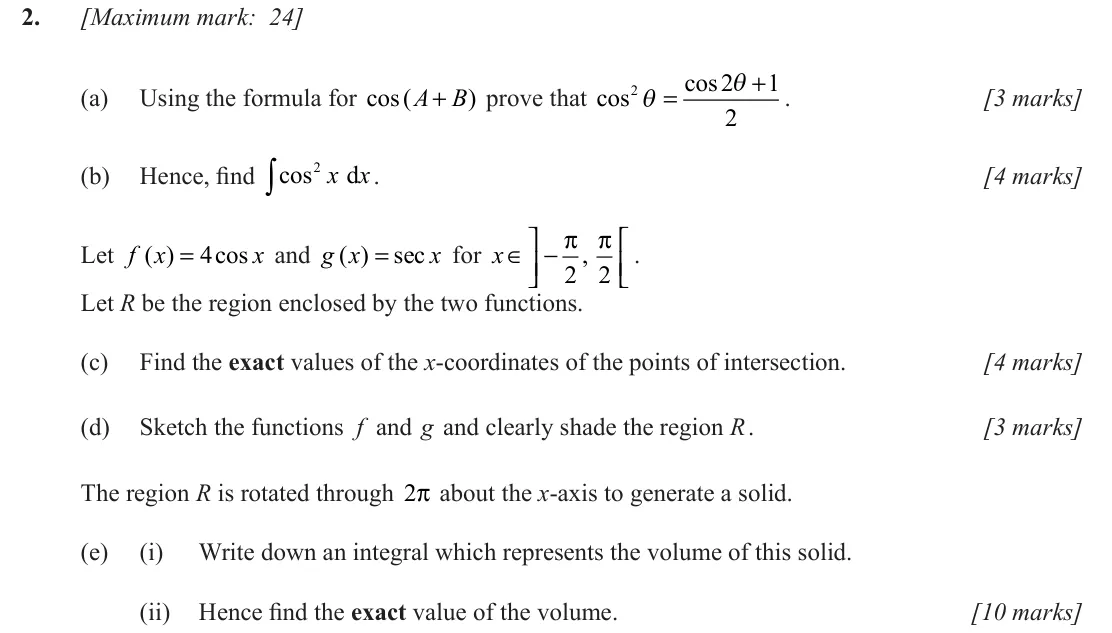 2. [Maximum mark: 24]
(a) Using the formula for cos(A + B) prove that cos² θ = (cos 2θ + 1)/2 . [3 marks]
(b) Hence, find ∫cos² x dx. [4 marks]
Let f(x) = 4cos x and g(x) = sec x for x ∈ ]−π/2, π/2[ .
Let R be the region enclosed by the two functions.
(c) Find the exact values of the x-coordinates of the points of intersection. [4 marks]
(d) Sketch the functions f and g and clearly shade the region R. [3 marks]
The region R is rotated through 2π about the x-axis to generate a solid.
(e) (i) Write down an integral which represents the volume of this solid.
(ii) Hence find the exact value of the volume. [10 marks]